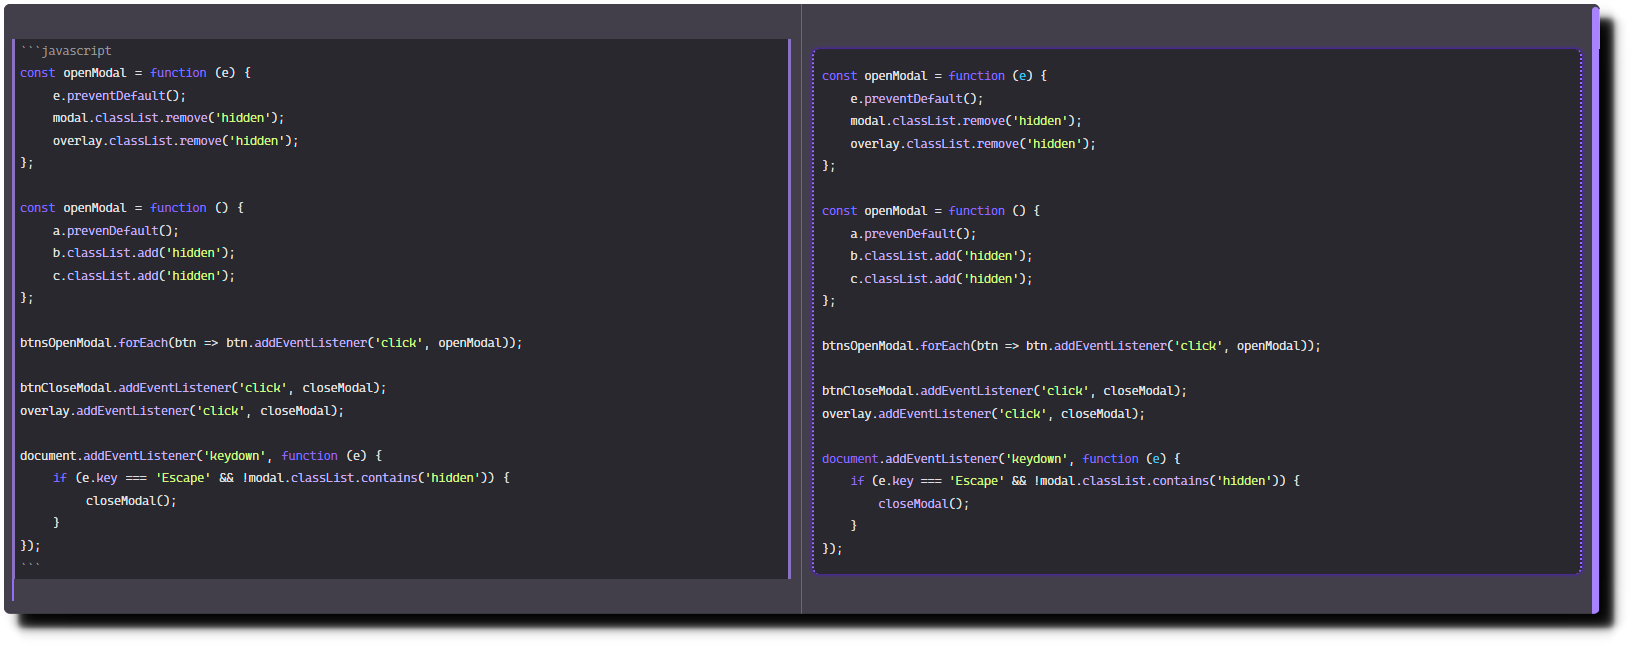 ```javascript
const openModal = function (e) {
e.preventDefault();
modal.classList.remove('hidden');
overlay.classList.remove('hidden');
};
const openModal = function () {
a.prevenDefault();
b.classList.add('hidden');
c.classList.add('hidden');
};
btnsOpenModal.forEach(btn => btn.addEventListener('click', openModal));
btnCloseModal.addEventListener('click', closeModal);
overlay.addEventListener('click', closeModal);
document.addEventListener('keydown', function (e) {
if (e.key === 'Escape' && !modal.classList.contains('hidden')) {
closeModal();
}
});
```
const openModal = function (e) {
e.preventDefault();
modal.classList.remove('hidden');
overlay.classList.remove('hidden');
};
const openModal = function () {
a.prevenDefault();
b.classList.add('hidden');
c.classList.add('hidden');
};
btnsOpenModal.forEach(btn => btn.addEventListener('click', openModal));
btnCloseModal.addEventListener('click', closeModal);
overlay.addEventListener('click', closeModal);
document.addEventListener('keydown', function (e) {
if (e.key === 'Escape' && !modal.classList.contains('hidden')) {
closeModal();
}
});